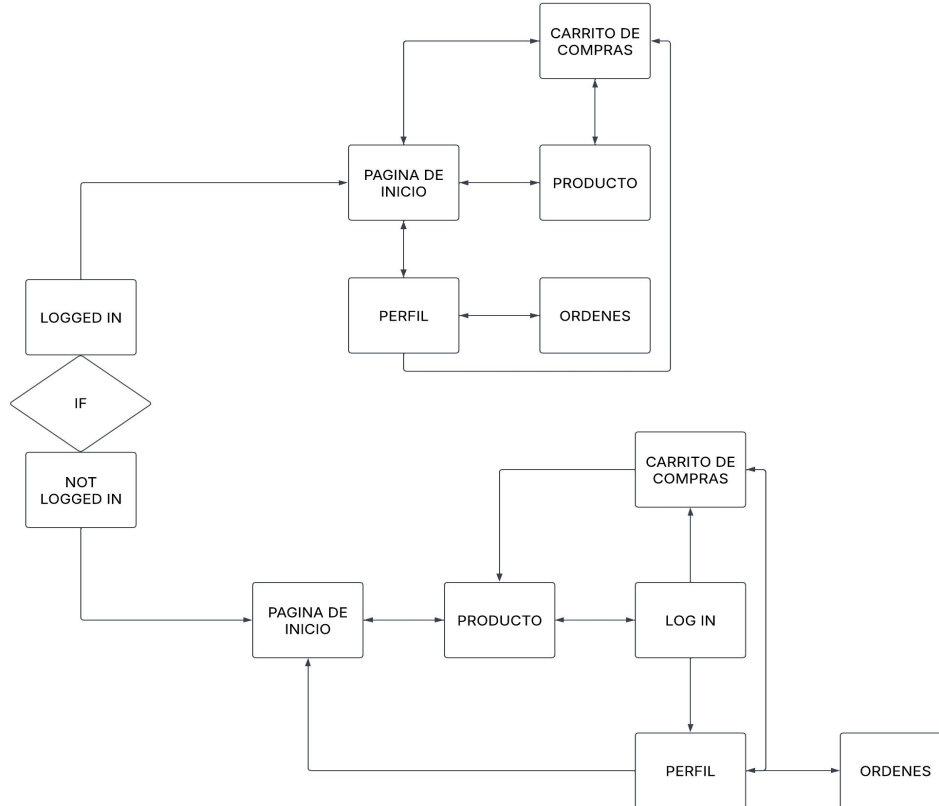 CARRITO DE
COMPRAS
PAGINA DE
INICIO
PRODUCTO
LOGGED IN
PERFIL
ORDENES
IF
NOT
LOGGED IN
CARRITO DE
COMPRAS
PAGINA DE
INICIO
PRODUCTO
LOG IN
PERFIL
ORDENES